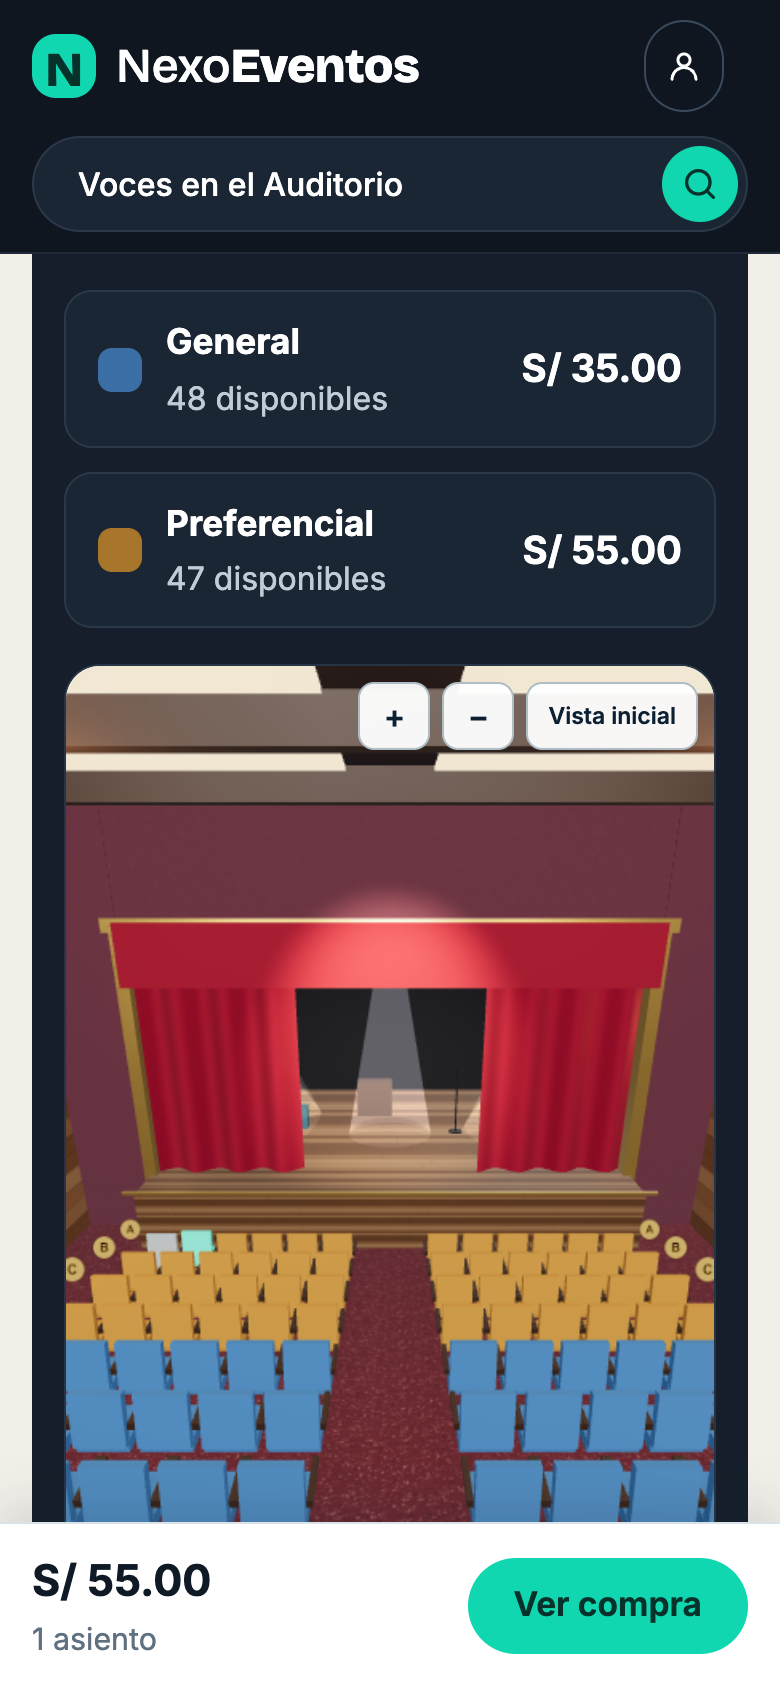 N NexoEventos
Voces en el Auditorio
General
48 disponibles
S/ 35.00
Preferencial
47 disponibles
S/ 55.00
+ − Vista inicial
A A
B B
C C
S/ 55.00
1 asiento
Ver compra